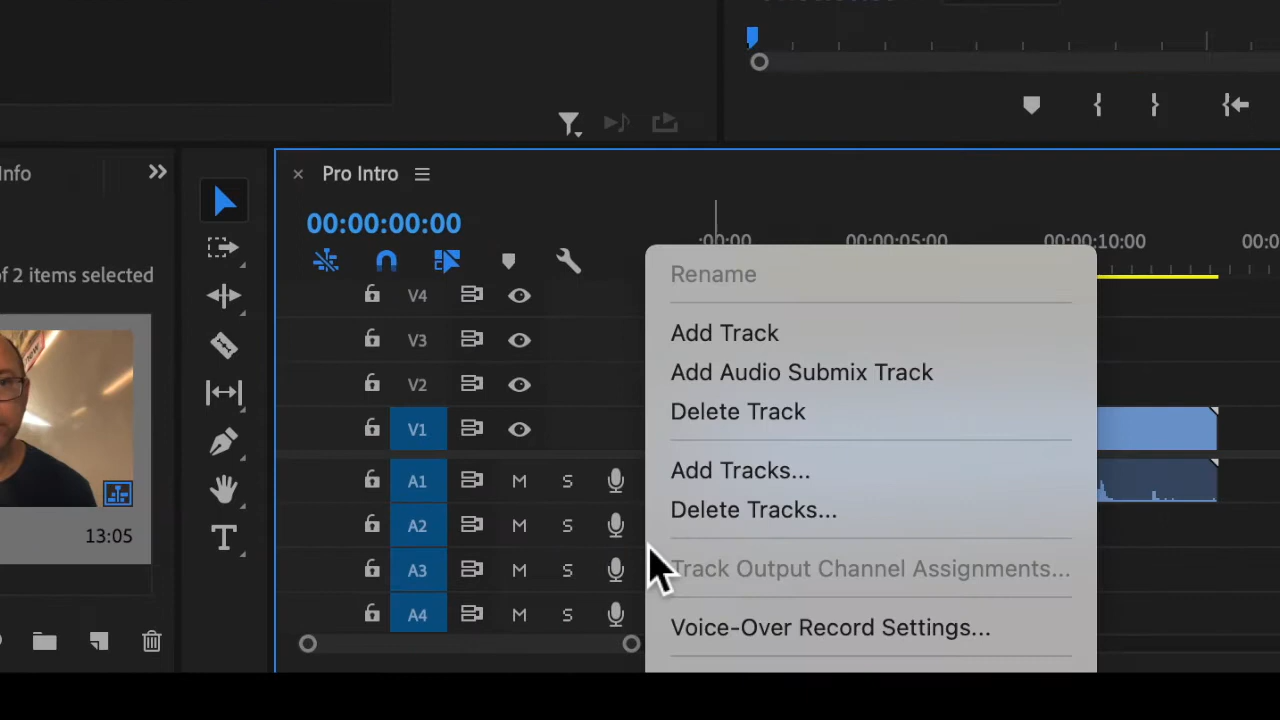 Info
Pro Intro
00:00:00:00
:00:00
00:00:05:00
00:00:10:00
00:0
of 2 items selected
13:05
V4
V3
V2
V1
A1 M S
A2 M S
A3 M S
A4 M S
Rename
Add Track
Add Audio Submix Track
Delete Track
Add Tracks...
Delete Tracks...
Track Output Channel Assignments...
Voice-Over Record Settings...